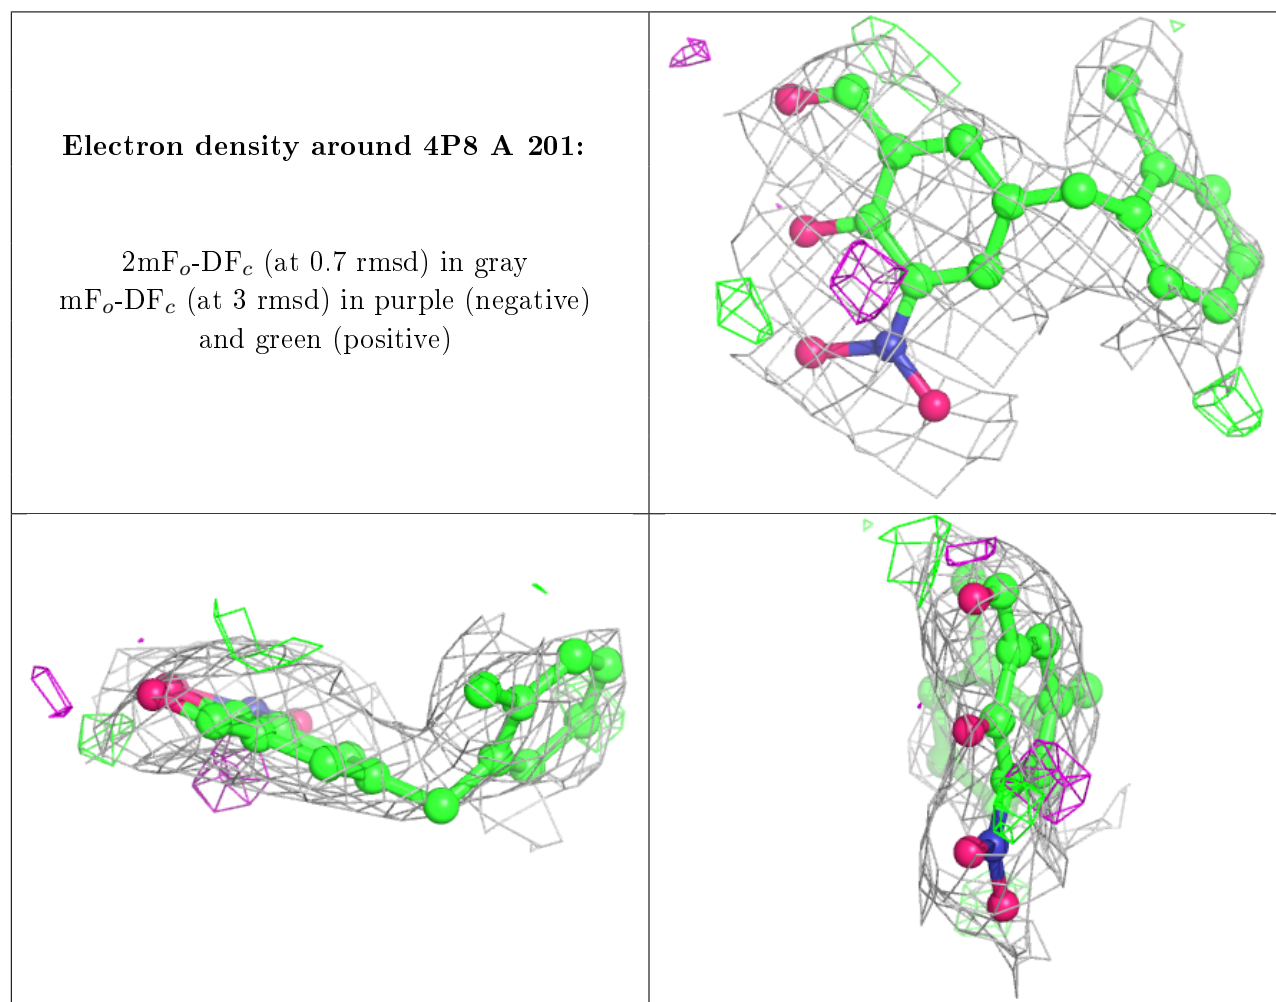 Electron density around 4P8 A 201:
2mFo-DFc (at 0.7 rmsd) in gray
mFo-DFc (at 3 rmsd) in purple (negative)
and green (positive)